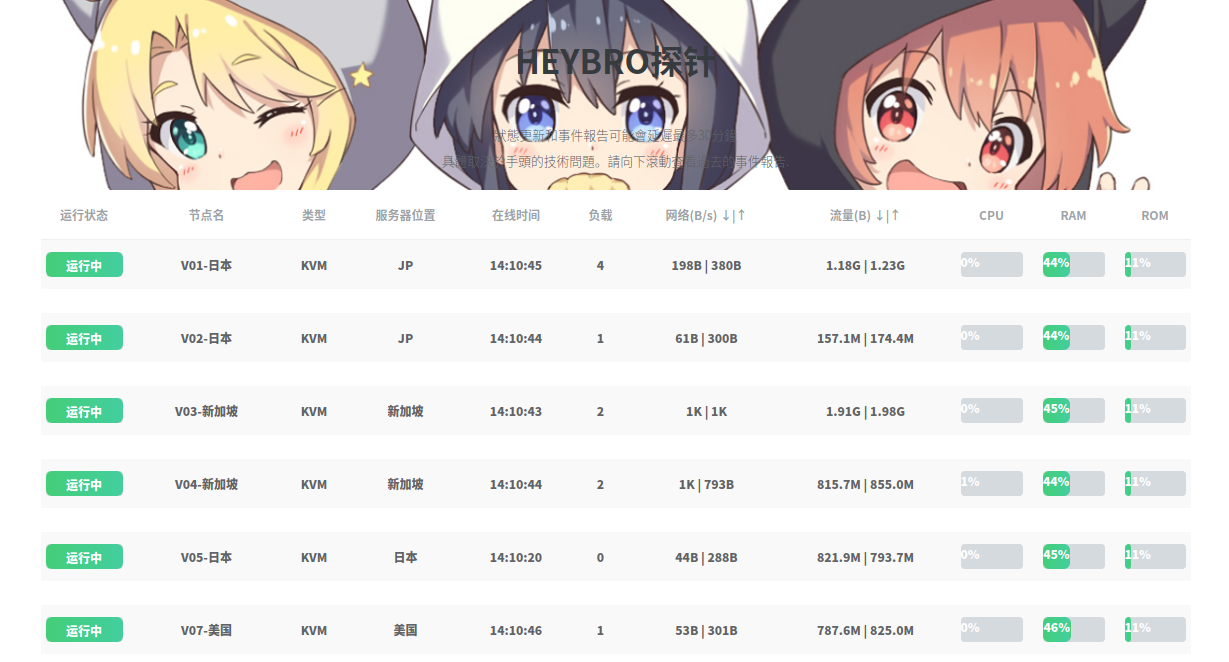 HEYBRO探针
狀態更新和事件報告可能會延遲最多30分鐘
手頭的技術問題。請向下滾動查看過去的事件報告.
运行状态 节点名 类型 服务器位置 在线时间 负载 网络(B/s) ↓|↑ 流量(B) ↓|↑ CPU RAM ROM
运行中 V01-日本 KVM JP 14:10:45 4 198B | 380B 1.18G | 1.23G 0% 44% 11%
运行中 V02-日本 KVM JP 14:10:44 1 61B | 300B 157.1M | 174.4M 0% 44% 11%
运行中 V03-新加坡 KVM 新加坡 14:10:43 2 1K | 1K 1.91G | 1.98G 0% 45% 11%
运行中 V04-新加坡 KVM 新加坡 14:10:44 2 1K | 793B 815.7M | 855.0M 1% 44% 11%
运行中 V05-日本 KVM 日本 14:10:20 0 44B | 288B 821.9M | 793.7M 0% 45% 11%
运行中 V07-美国 KVM 美国 14:10:46 1 53B | 301B 787.6M | 825.0M 0% 46% 11%